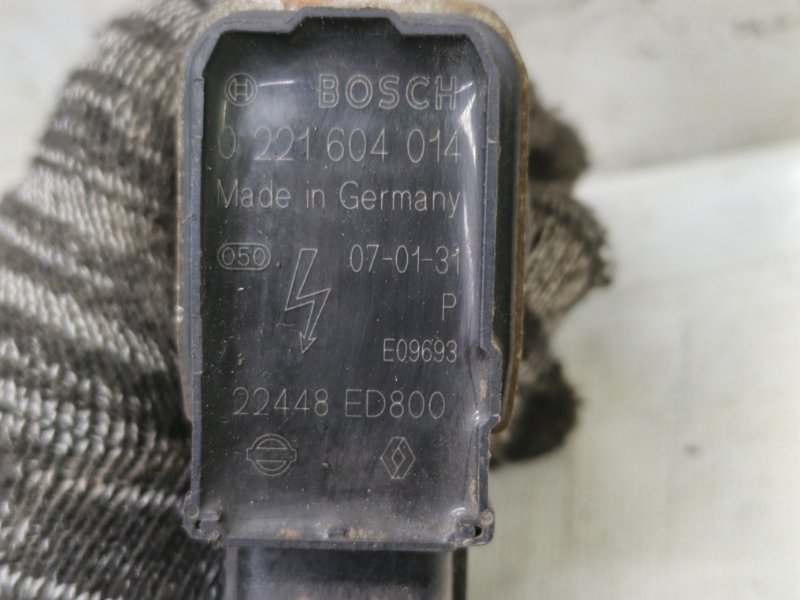 BOSCH
0 221 604 014
Made in Germany
050 07-01-31
P
E09693
22448 ED800